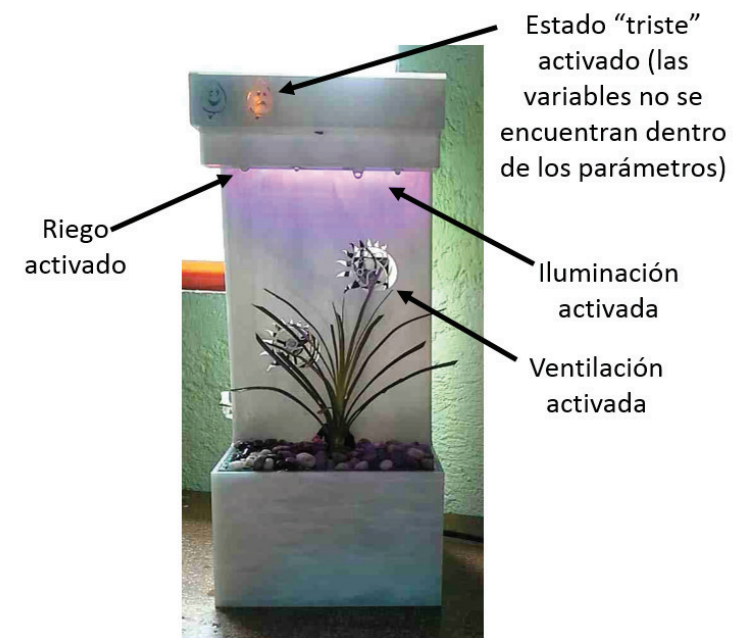 Estado “triste”
activado (las
variables no se
encuentran dentro
de los parámetros)
Riego
activado
Iluminación
activada
Ventilación
activada